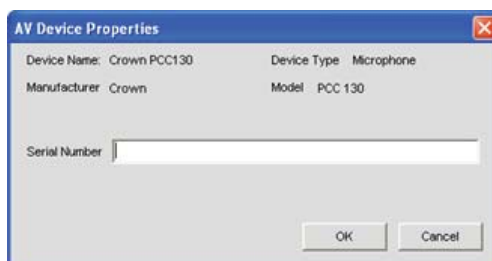 AV Device Properties
Device Name: Crown PCC130 Device Type Microphone
Manufacturer Crown Model PCC 130
Serial Number
OK Cancel